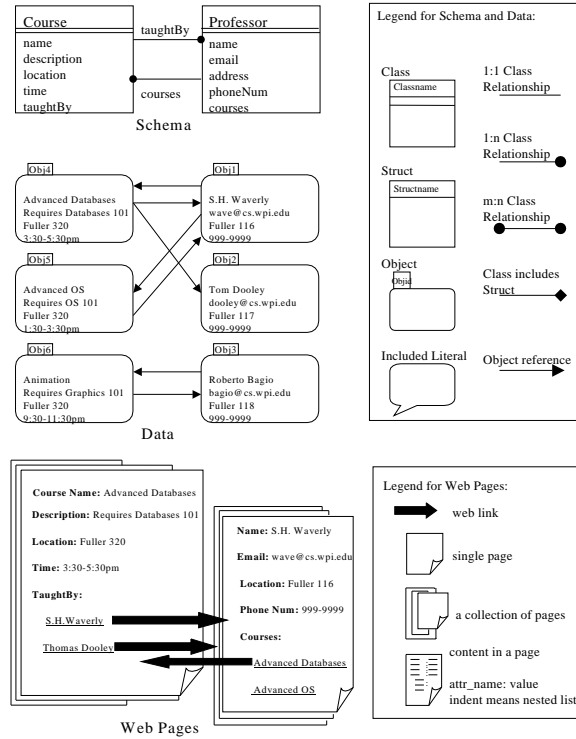 Course
name
description
location
time
taughtBy
taughtBy
courses
Professor
name
email
address
phoneNum
courses
Schema
Obj4
Advanced Databases
Requires Databases 101
Fuller 320
3:30-5:30pm
Obj1
S.H. Waverly
wave@cs.wpi.edu
Fuller 116
999-9999
Obj5
Advanced OS
Requires OS 101
Fuller 320
1:30-3:30pm
Obj2
Tom Dooley
dooley@cs.wpi.edu
Fuller 117
999-9999
Obj6
Animation
Requires Graphics 101
Fuller 320
9:30-11:30pm
Obj3
Roberto Bagio
bagio@cs.wpi.edu
Fuller 118
999-9999
Data
Legend for Schema and Data:
Class
Classname
1:1 Class
Relationship
1:n Class
Relationship
Struct
Structname
m:n Class
Relationship
Object
Objid
Class includes
Struct
Included Literal
Object reference
Course Name: Advanced Databases
Description: Requires Databases 101
Location: Fuller 320
Time: 3:30-5:30pm
TaughtBy:
S.H.Waverly
Thomas Dooley
Name: S.H. Waverly
Email: wave@cs.wpi.edu
Location: Fuller 116
Phone Num: 999-9999
Courses:
Advanced Databases
Advanced OS
Web Pages
Legend for Web Pages:
web link
single page
a collection of pages
content in a page
attr_name: value
indent means nested list